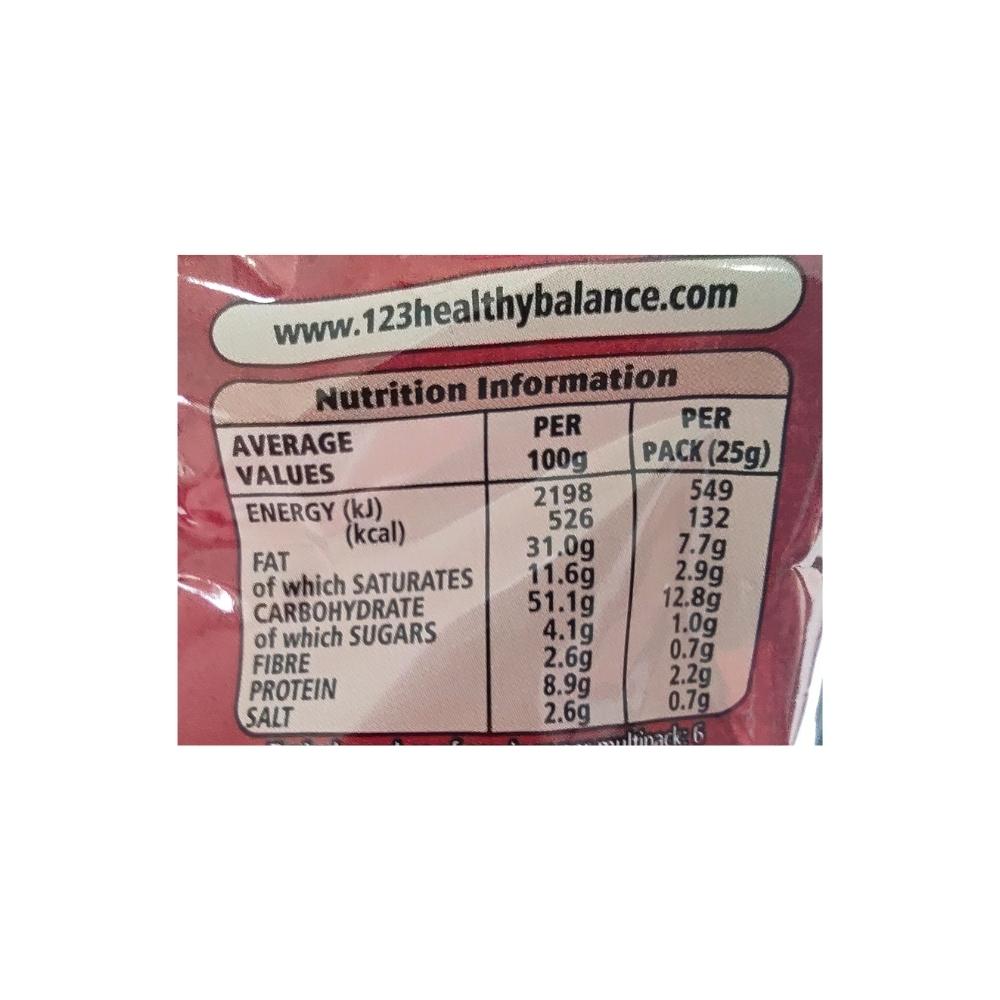 www.123healthybalance.com
Nutrition Information
AVERAGE VALUES PER 100g PER PACK (25g)
ENERGY (kJ) 2198 549
(kcal) 526 132
FAT 31.0g 7.7g
of which SATURATES 11.6g 2.9g
CARBOHYDRATE 51.1g 12.8g
of which SUGARS 4.1g 1.0g
FIBRE 2.6g 0.7g
PROTEIN 8.9g 2.2g
SALT 2.6g 0.7g
multipack: 6